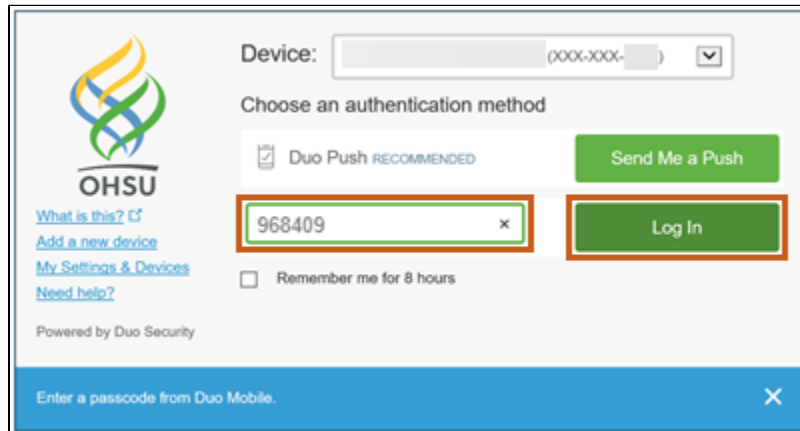 Device: (XXX-XXX- )
Choose an authentication method
Duo Push RECOMMENDED
Send Me a Push
OHSU
What is this?
Add a new device
My Settings & Devices
Need help?
Powered by Duo Security
968409 ×
Log In
Remember me for 8 hours
Enter a passcode from Duo Mobile. ×